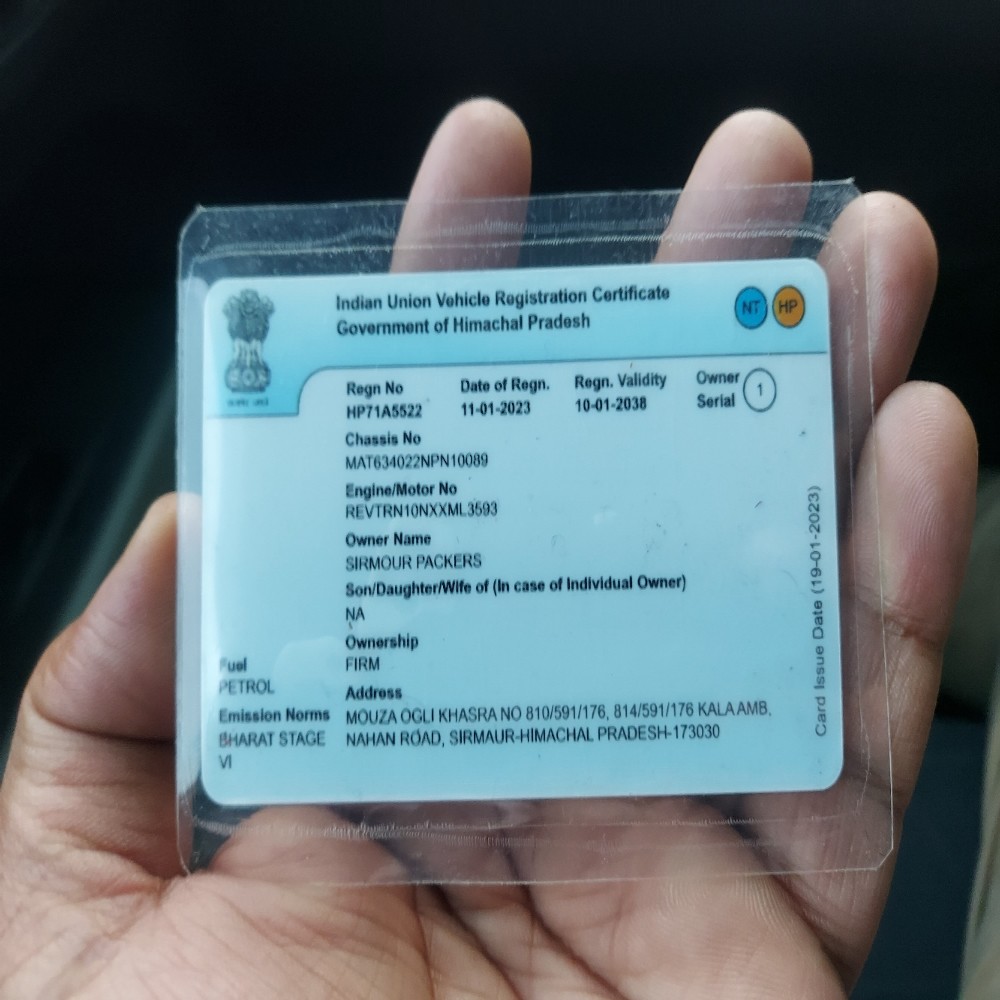 Indian Union Vehicle Registration Certificate
Government of Himachal Pradesh
NT HP
Regn No Date of Regn. Regn. Validity Owner Serial 1
HP71A5522 11-01-2023 10-01-2038
Chassis No
MAT634022NPN10089
Engine/Motor No
REVTRN10NXXML3593
Owner Name
SIRMOUR PACKERS
Son/Daughter/Wife of (In case of Individual Owner)
NA
Ownership
FIRM
Fuel
PETROL
Emission Norms
BHARAT STAGE
VI
Address
MOUZA OGLI KHASRA NO 810/591/176, 814/591/176 KALA AMB,
NAHAN ROAD, SIRMAUR-HIMACHAL PRADESH-173030
Card Issue Date (19-01-2023)